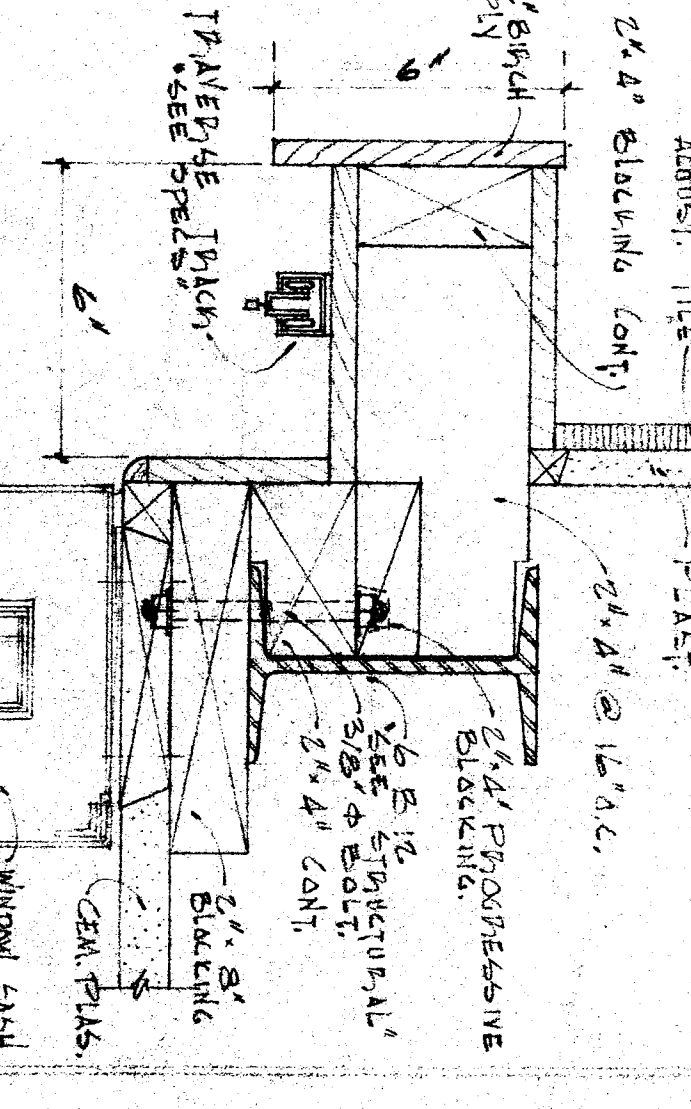 ACOUST. TILE
PLAST.
2"x 4" BLOCKING CONT.
2"x 4" @ 16" O.C.
" BIRCH
PLY
6"
2"x 4" PROGRESSIVE
BLOCKING.
6 B 12
"SEE STRUCTURAL"
3/8" Φ BOLT.
2"x 4" CONT.
TRAVERSE TRACK.
"SEE SPECS"
6"
2"x 8"
BLOCKING
CEM. PLAS.
WINDOW SASH